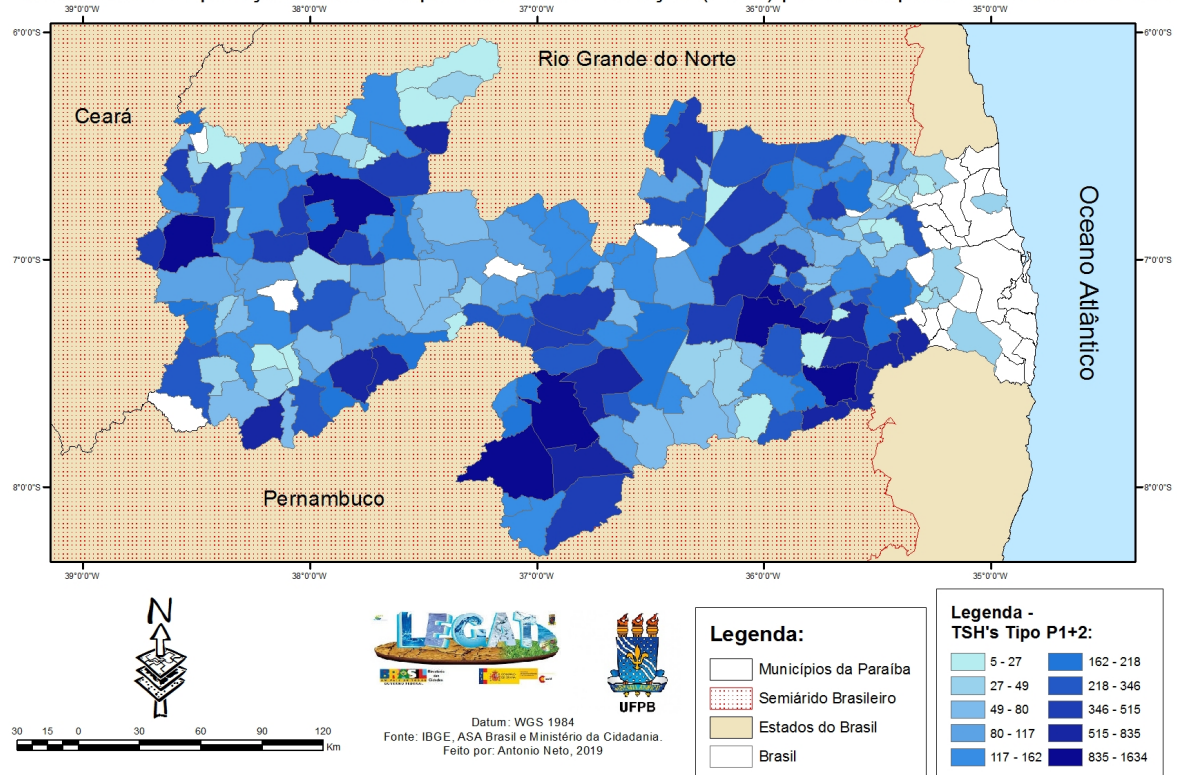 39°0'0"W 38°0'0"W 37°0'0"W 36°0'0"W 35°0'0"W
6°0'0"S 6°0'0"S
Rio Grande do Norte
Ceará
Oceano Atlântico
7°0'0"S 7°0'0"S
Pernambuco
8°0'0"S 8°0'0"S
39°0'0"W 38°0'0"W 37°0'0"W 36°0'0"W 35°0'0"W
N
30 15 0 30 60 90 120
Km
LEGAT
BRASIL
UFPB
Datum: WGS 1984
Fonte: IBGE, ASA Brasil e Ministério da Cidadania.
Feito por: Antonio Neto, 2019
Legenda:
Municípios da Paraíba
Semiárido Brasileiro
Estados do Brasil
Brasil
Legenda -
TSH's Tipo P1+2:
5 - 27
27 - 49
49 - 80
80 - 117
117 - 162
162 - 218
218 - 346
346 - 515
515 - 835
835 - 1634